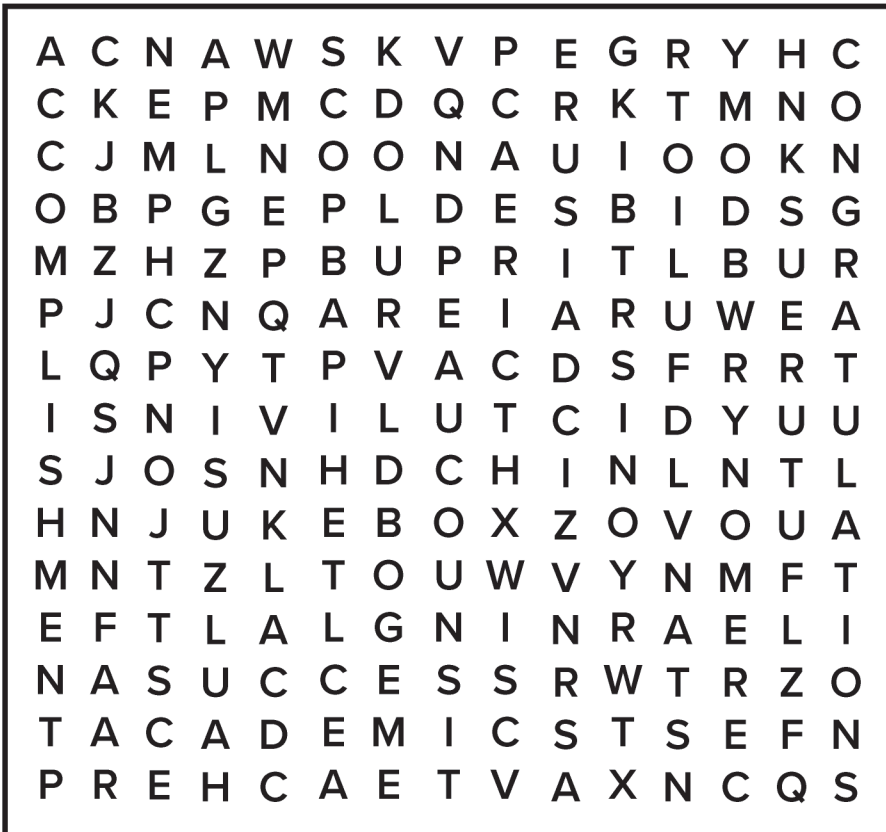 A C N A W S K V P E G R Y H C
C K E P M C D Q C R K T M N O
C J M L N O O N A U I O O K N
O B P G E P L D E S B I D S G
M Z H Z P B U P R I T L B U R
P J C N Q A R E I A R U W E A
L Q P Y T P V A C D S F R R T
I S N I V I L U T C I D Y U U
S J O S N H D C H I N L N T L
H N J U K E B O X Z O V O U A
M N T Z L T O U W V Y N M F T
E F T L A L G N I N R A E L I
N A S U C C E S S R W T R Z O
T A C A D E M I C S T S E F N
P R E H C A E T V A X N C Q S